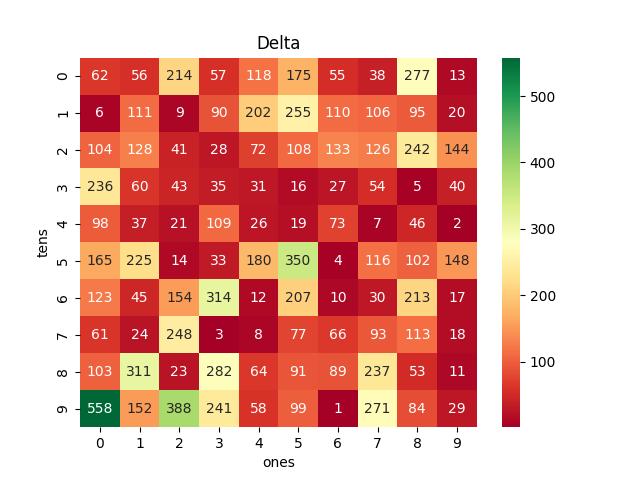 Delta
0 62 56 214 57 118 175 55 38 277 13
1 6 111 9 90 202 255 110 106 95 20
2 104 128 41 28 72 108 133 126 242 144
3 236 60 43 35 31 16 27 54 5 40
4 98 37 21 109 26 19 73 7 46 2
5 165 225 14 33 180 350 4 116 102 148
6 123 45 154 314 12 207 10 30 213 17
7 61 24 248 3 8 77 66 93 113 18
8 103 311 23 282 64 91 89 237 53 11
9 558 152 388 241 58 99 1 271 84 29
0 1 2 3 4 5 6 7 8 9
ones
tens
500
400
300
200
100